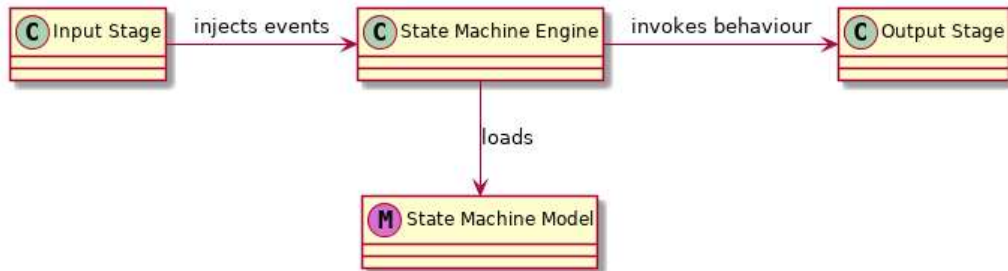 C Input Stage
injects events
C State Machine Engine
invokes behaviour
C Output Stage
loads
M State Machine Model